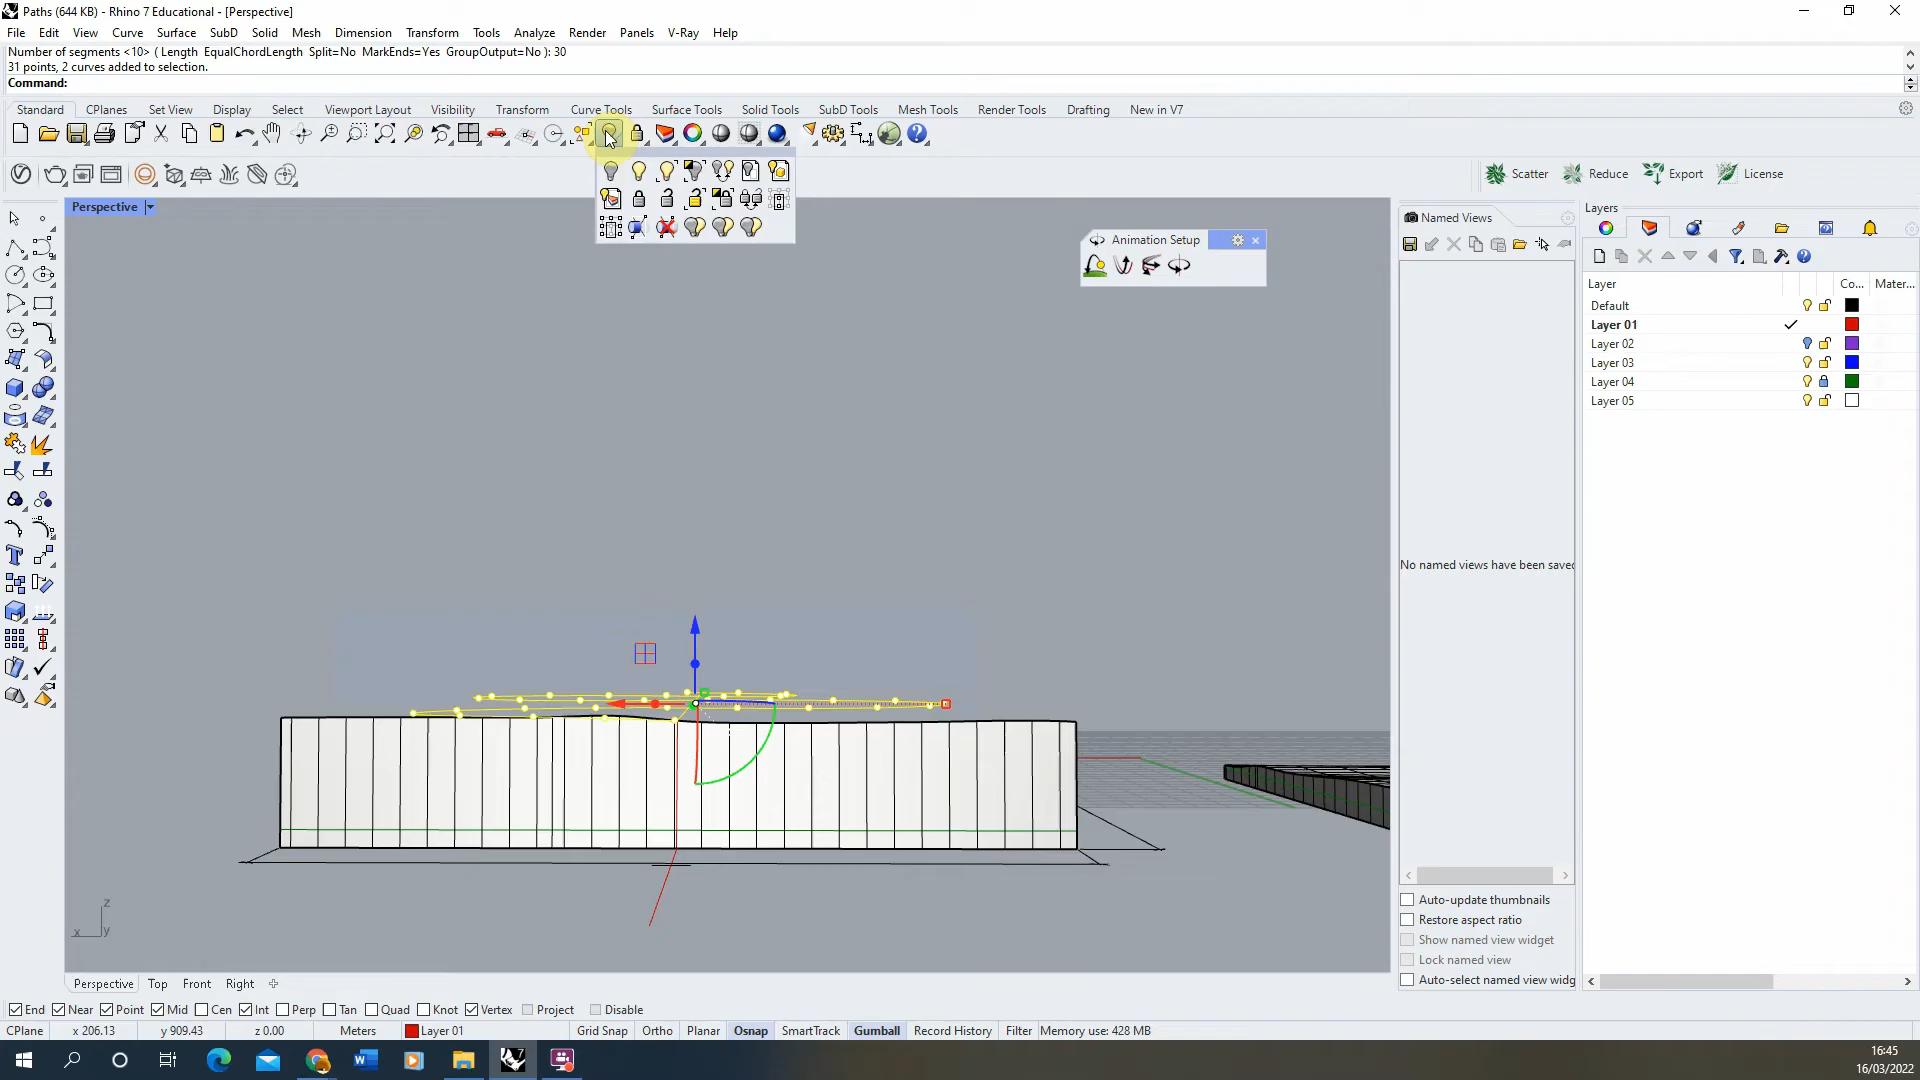 Paths (644 KB) - Rhino 7 Educational - [Perspective]
File Edit View Curve Surface SubD Solid Mesh Dimension Transform Tools Analyze Render Panels V-Ray Help
Number of segments <10> ( Length EqualChordLength Split=No MarkEnds=Yes GroupOutput=No ): 30
31 points, 2 curves added to selection.
Command:
Standard CPlanes Set View Display Select Viewport Layout Visibility Transform Curve Tools Surface Tools Solid Tools SubD Tools Mesh Tools Render Tools Drafting New in V7
Scatter Reduce Export License
Perspective
Named Views
Layers
Animation Setup
Layer Co... Mater...
Default
Layer 01
Layer 02
Layer 03
Layer 04
Layer 05
No named views have been saved
z
x y
Auto-update thumbnails
Restore aspect ratio
Show named view widget
Lock named view
Auto-select named view widg
Perspective Top Front Right
End Near Point Mid Cen Int Perp Tan Quad Knot Vertex Project Disable
CPlane x 206.13 y 909.43 z 0.00 Meters Layer 01 Grid Snap Ortho Planar Osnap SmartTrack Gumball Record History Filter Memory use: 428 MB
16:45
16/03/2022